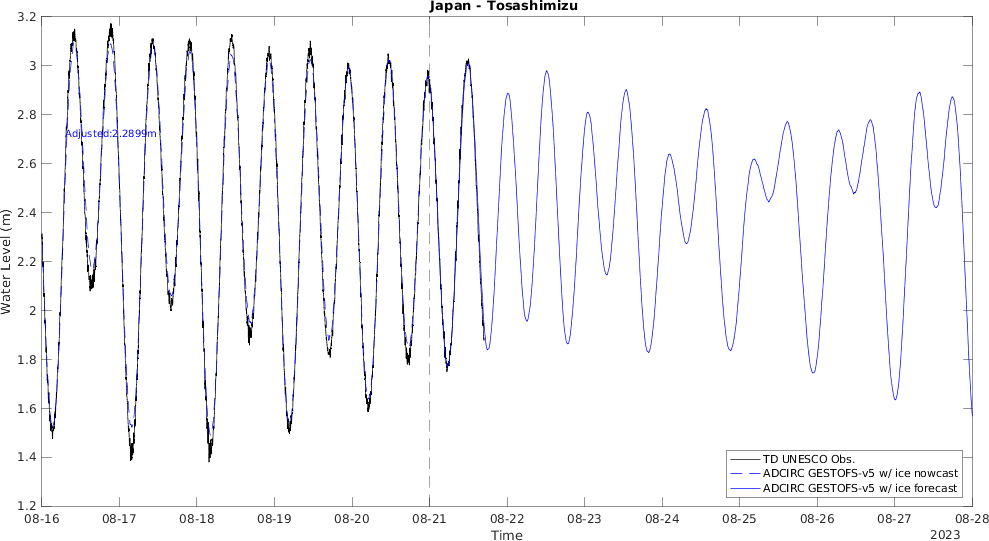 Japan - Tosashimizu
3.2
3
2.8
2.6
2.4
2.2
2
1.8
1.6
1.4
1.2
Water Level (m)
Adjusted:2.2899m
TD UNESCO Obs.
ADCIRC GESTOFS-v5 w/ ice nowcast
ADCIRC GESTOFS-v5 w/ ice forecast
08-16 08-17 08-18 08-19 08-20 08-21 08-22 08-23 08-24 08-25 08-26 08-27 08-28
Time
2023